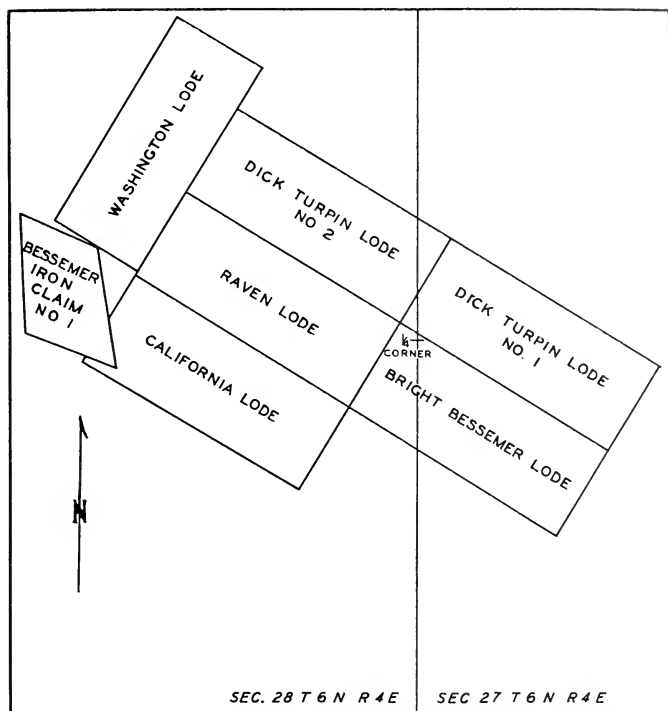 WASHINGTON LODE
DICK TURPIN LODE
NO 2
BESSEMER
IRON
CLAIM
NO 1
RAVEN LODE
DICK TURPIN LODE
NO. 1
¼
CORNER
CALIFORNIA LODE
BRIGHT BESSEMER LODE
N
SEC. 28 T 6 N R 4 E
SEC 27 T 6 N R 4 E